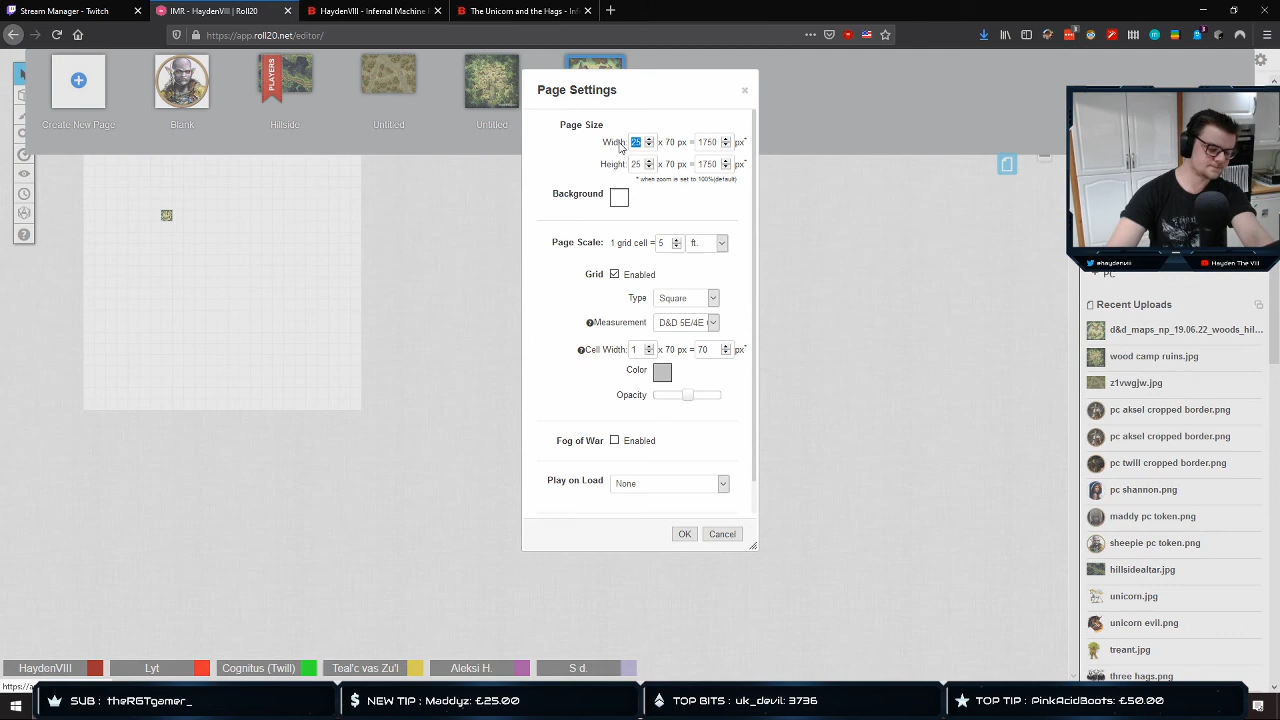 Stream Manager - Twitch
IMR - HaydenVIII | Roll20
HaydenVIII - Infernal Machine
The Unicorn and the Hags - Inf
https://app.roll20.net/editor/
PLAYERS
Create New Page
Blank
Hillside
Untitled
Untitled
Page Settings
Page Size
Width: 25 x 70 px = 1750 px*
Height: 25 x 70 px = 1750 px*
* when zoom is set to 100%(default)
Background
Page Scale: 1 grid cell = 5 ft.
Grid Enabled
Type Square
Measurement D&D 5E/4E
Cell Width: 1 x 70 px = 70 px*
Color
Opacity
Fog of War Enabled
Play on Load None
OK Cancel
@haydenviii
Hayden The VIII
PC
Recent Uploads
d&d_maps_np_19.06.22_woods_hil...
wood camp ruins.jpg
z1vwgjw.jpg
pc aksel cropped border.png
pc aksel cropped border.png
pc twill cropped border.png
pc shannon.png
maddy pc token.png
sheepie pc token.png
hillsidealtar.jpg
unicorn.jpg
unicorn evil.png
treant.jpg
three hags.png
HaydenVIII
Lyt
Cognitus (Twill)
Teal'c vas Zu'l
Aleksi H.
S d.
SUB : theRGTgamer_
NEW TIP : Maddyz: £25.00
TOP BITS : uk_devil: 3736
TOP TIP : PinkAcidBoots: £50.00